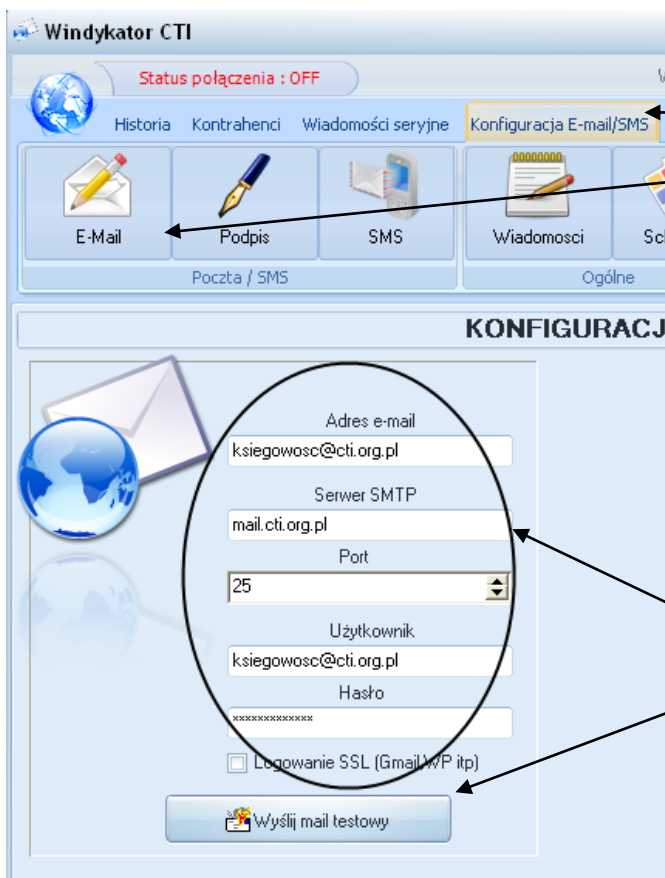 Windykator CTI
Status połączenia : OFF
Historia Kontrahenci Wiadomości seryjne Konfiguracja E-mail/SMS
E-Mail Podpis SMS Wiadomosci
Poczta / SMS Ogólne
Adres e-mail
ksiegowosc@cti.org.pl
Serwer SMTP
mail.cti.org.pl
Port
25
Użytkownik
ksiegowosc@cti.org.pl
Hasło
*************
Logowanie SSL (Gmail,WP itp)
Wyślij mail testowy